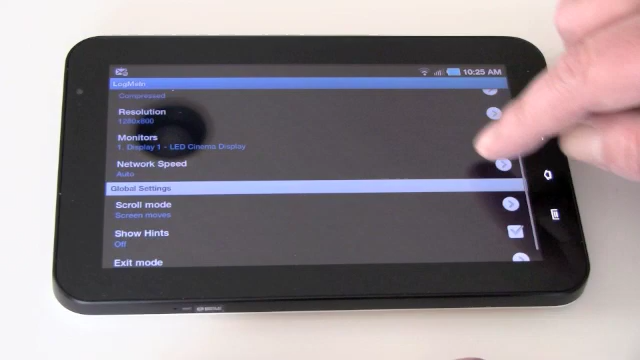 10:25 AM
LogMeIn
Compressed
Resolution
1280x800
Monitors
1. Display 1 - LED Cinema Display
Network Speed
Auto
Global Settings
Scroll mode
Screen moves
Show Hints
Off
Exit mode